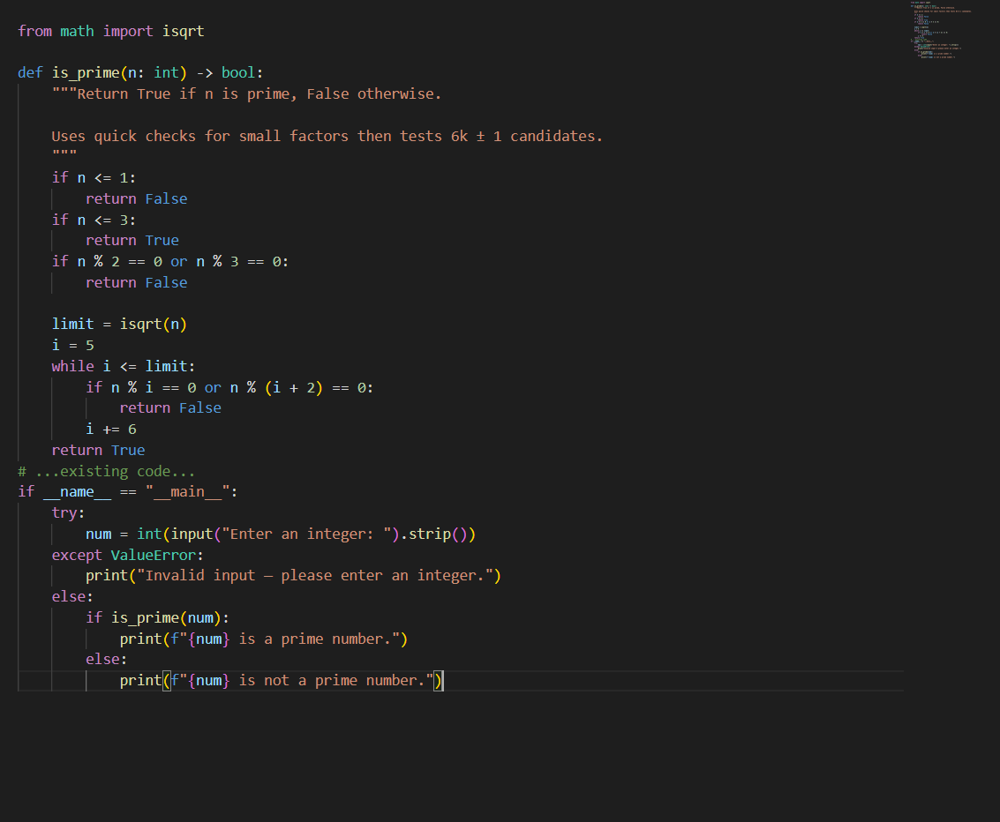 from math import isqrt

def is_prime(n: int) -> bool:
    """Return True if n is prime, False otherwise.

    Uses quick checks for small factors then tests 6k ± 1 candidates.
    """
    if n <= 1:
        return False
    if n <= 3:
        return True
    if n % 2 == 0 or n % 3 == 0:
        return False

    limit = isqrt(n)
    i = 5
    while i <= limit:
        if n % i == 0 or n % (i + 2) == 0:
            return False
        i += 6
    return True
# ...existing code...
if __name__ == "__main__":
    try:
        num = int(input("Enter an integer: ").strip())
    except ValueError:
        print("Invalid input — please enter an integer.")
    else:
        if is_prime(num):
            print(f"{num} is a prime number.")
        else:
            print(f"{num} is not a prime number.")